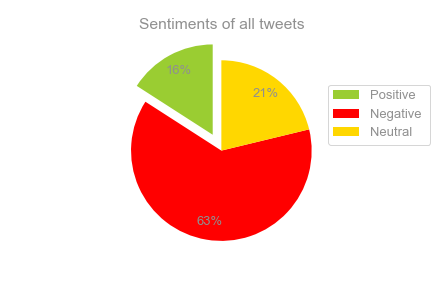 Sentiments of all tweets
16%
21%
63%
Positive
Negative
Neutral